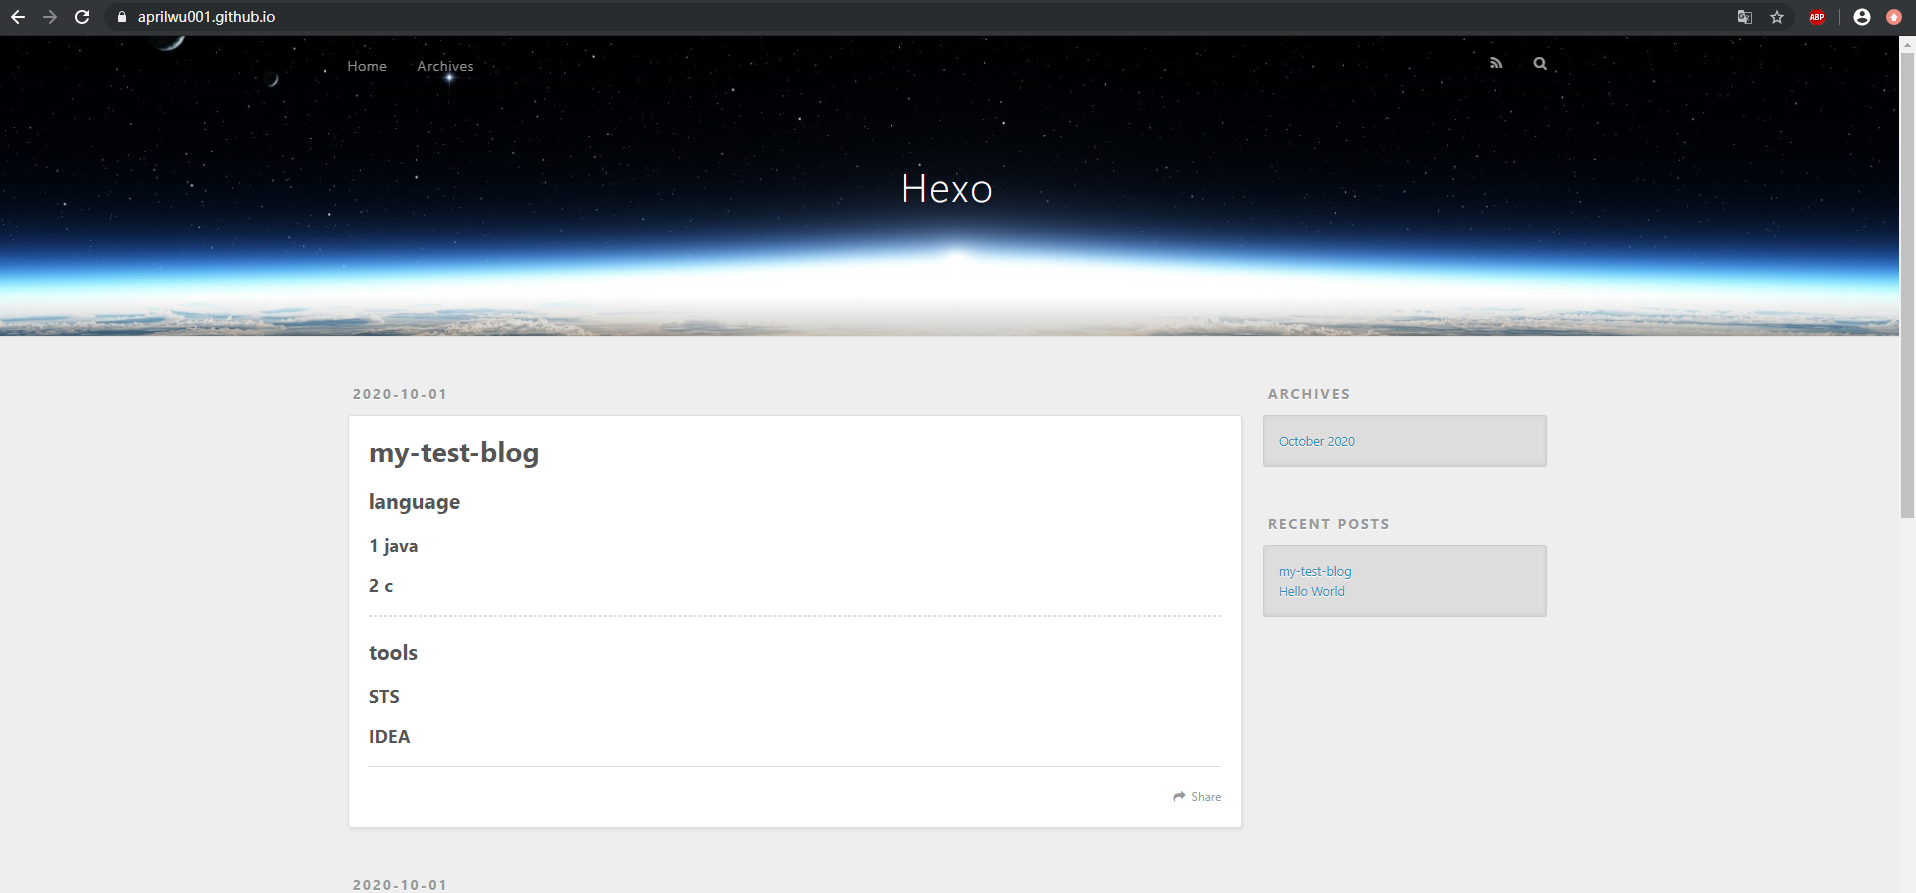 aprilwu001.github.io
ABP
Home
Archives
Hexo
2020-10-01
my-test-blog
language
1 java
2 c
tools
STS
IDEA
Share
2020-10-01
ARCHIVES
October 2020
RECENT POSTS
my-test-blog
Hello World